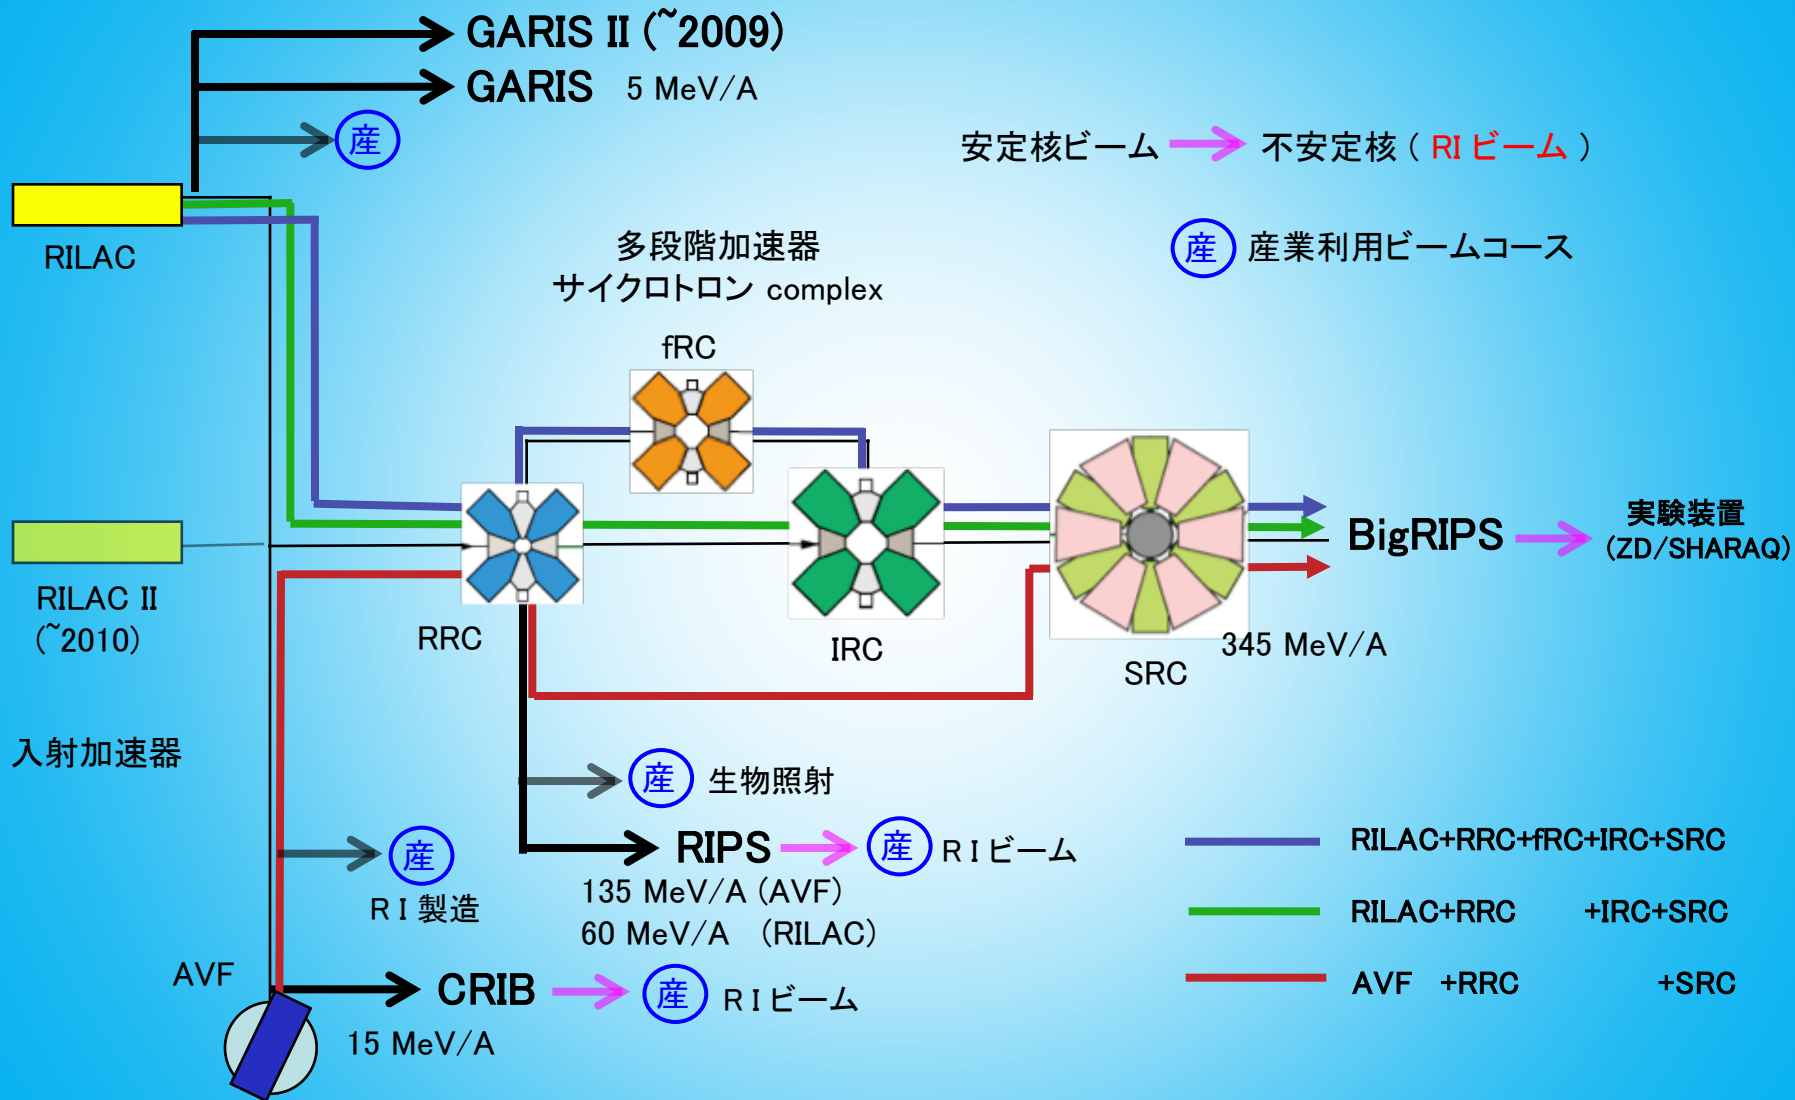 GARIS II (~2009)
GARIS 5 MeV/A
産
安定核ビーム 不安定核 ( RI ビーム )
産 産業利用ビームコース
RILAC
多段階加速器
サイクロトロン complex
fRC
RILAC II
(~2010)
RRC
IRC
SRC
345 MeV/A
BigRIPS
実験装置
(ZD/SHARAQ)
入射加速器
産 生物照射
RIPS 産 RIビーム
135 MeV/A (AVF)
60 MeV/A (RILAC)
産
RI製造
AVF
CRIB 産 RIビーム
15 MeV/A
RILAC+RRC+fRC+IRC+SRC
RILAC+RRC +IRC+SRC
AVF +RRC +SRC